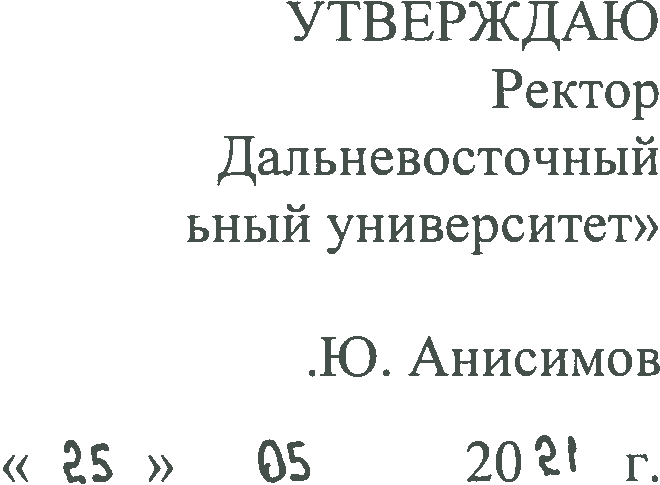 УТВЕРЖДАЮ
Ректор
Дальневосточный
ьный университет»
.Ю. Анисимов
« 25 » 05 2021 г.